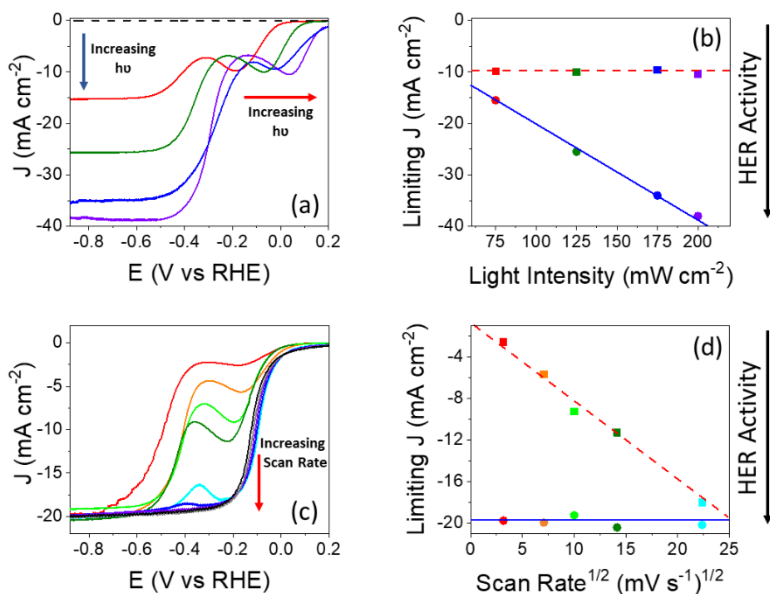 0
-10
-20
-30
-40
J (mA cm-2)
-0.8 -0.6 -0.4 -0.2 0.0 0.2
E (V vs RHE)
Increasing
hυ
Increasing
hυ
(a)
0
-10
-20
-30
-40
Limiting J (mA cm-2)
75 100 125 150 175 200
Light Intensity (mW cm-2)
(b)
HER Activity
0
-5
-10
-15
-20
J (mA cm-2)
-0.8 -0.6 -0.4 -0.2 0.0 0.2
E (V vs RHE)
Increasing
Scan Rate
(c)
-4
-8
-12
-16
-20
Limiting J (mA cm-2)
0 5 10 15 20 25
Scan Rate1/2 (mV s-1)1/2
(d)
HER Activity